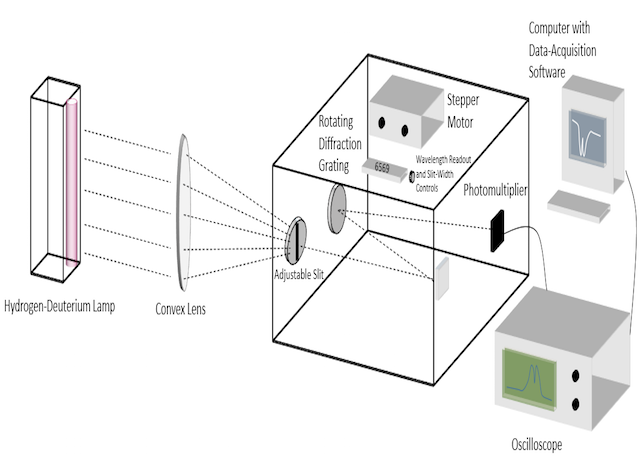 Computer with
Data-Acquisition
Software
Stepper
Motor
Rotating
Diffraction
Grating
6569
Wavelength Readout
and Slit-Width
Controls
Photomultiplier
Adjustable Slit
Hydrogen-Deuterium Lamp
Convex Lens
Oscilloscope